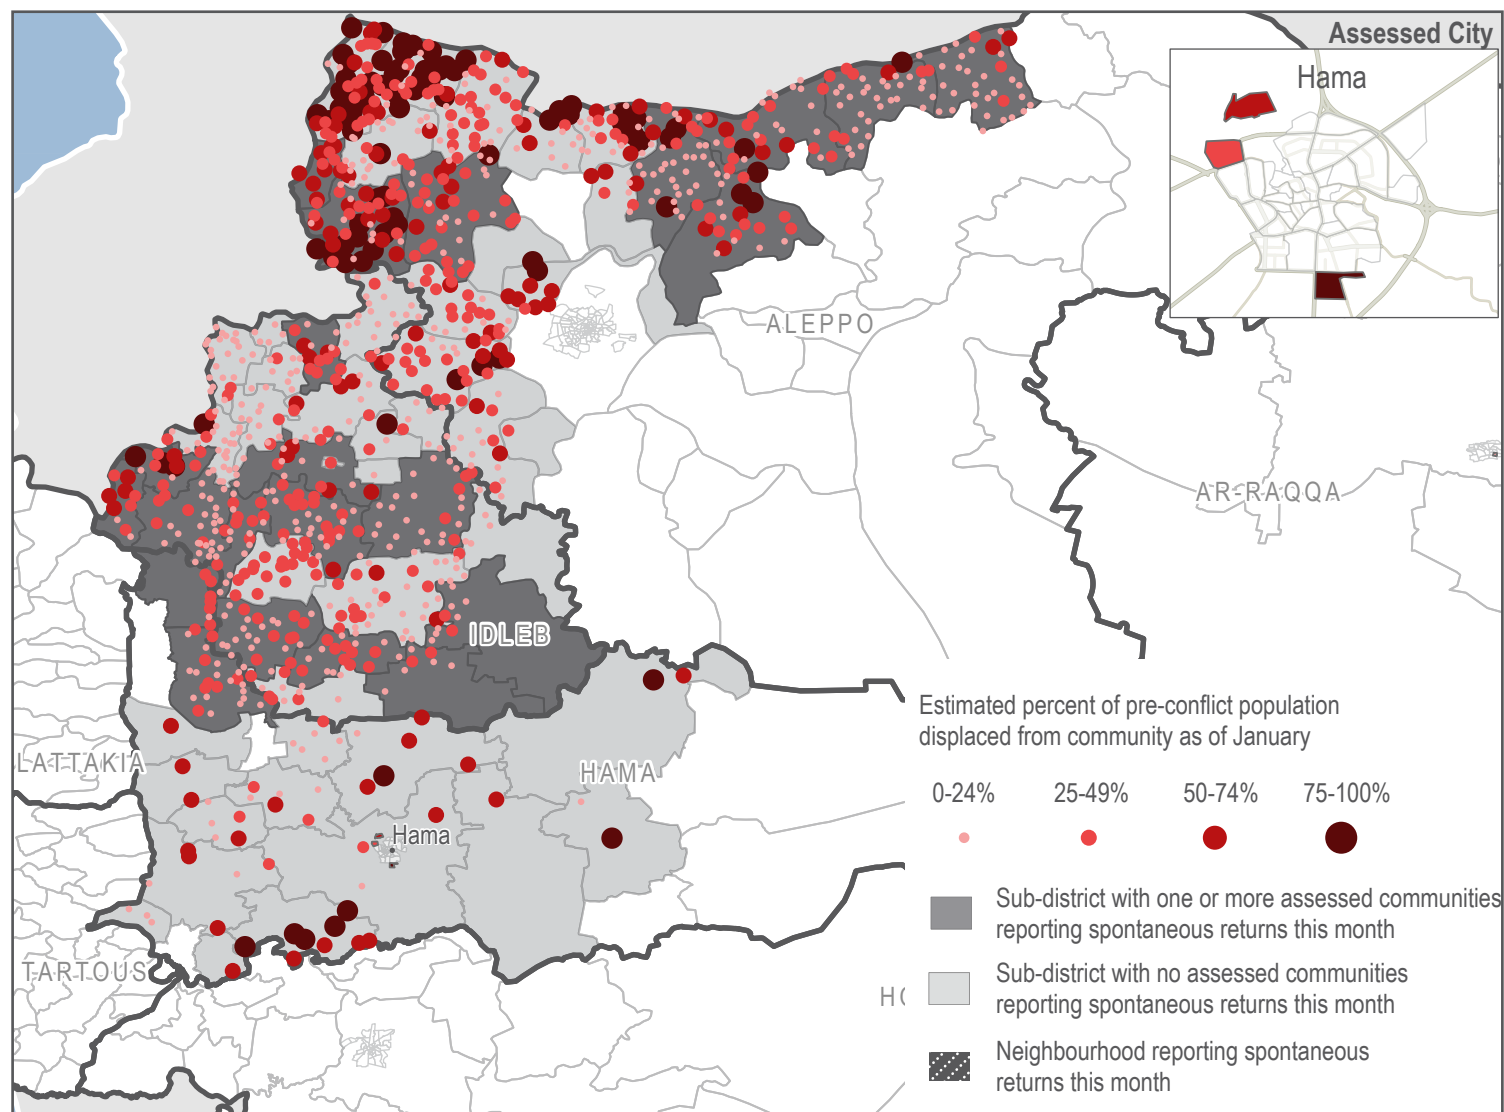 Assessed City
Hama
ALEPPO
AR-RAQQA
IDLEB
LATTAKIA
HAMA
Hama
TARTOUS
Estimated percent of pre-conflict population
displaced from community as of January
0-24% 25-49% 50-74% 75-100%
Sub-district with one or more assessed communities
reporting spontaneous returns this month
Sub-district with no assessed communities
reporting spontaneous returns this month
Neighbourhood reporting spontaneous
returns this month